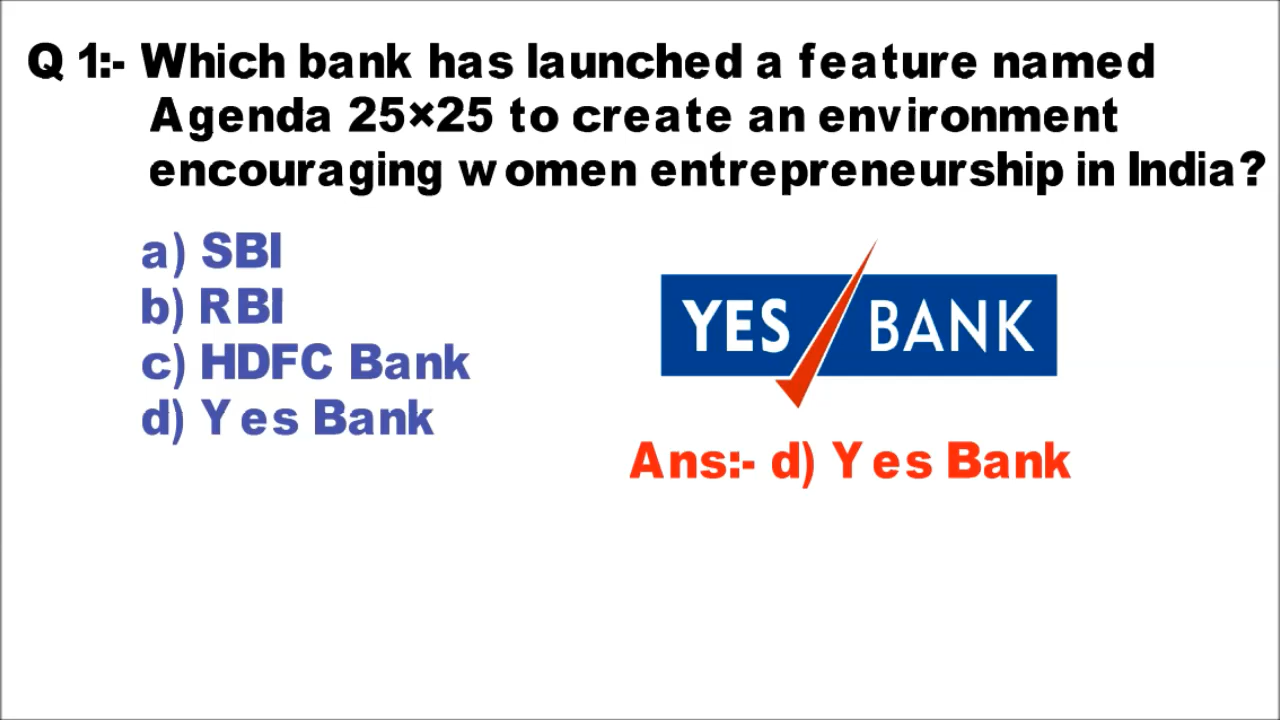 Q 1:- Which bank has launched a feature named
Agenda 25×25 to create an environment
encouraging women entrepreneurship in India?
a) SBI
b) RBI
c) HDFC Bank
d) Yes Bank
YES BANK
Ans:- d) Yes Bank